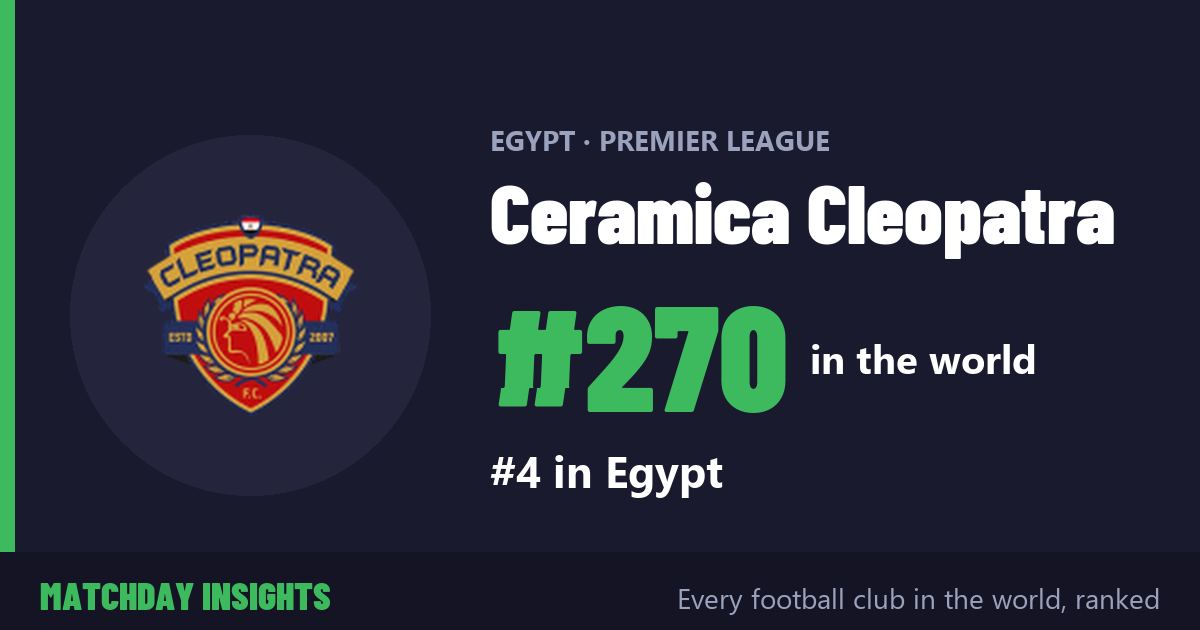 EGYPT · PREMIER LEAGUE
Ceramica Cleopatra
#270 in the world
#4 in Egypt
CLEOPATRA
ESTD 2007
F.C.
MATCHDAY INSIGHTS
Every football club in the world, ranked